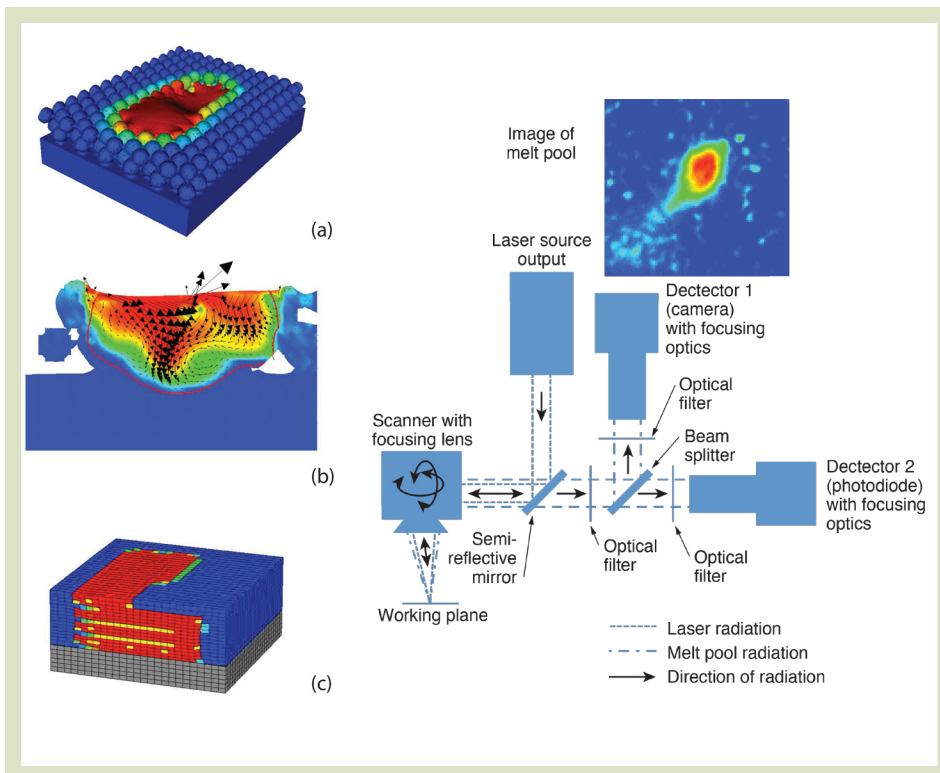 (a)
(b)
(c)
Image of
melt pool
Laser source
output
Dectector 1
(camera)
with focusing
optics
Optical
filter
Beam
splitter
Scanner with
focusing lens
Dectector 2
(photodiode)
with focusing
optics
Semi-
reflective
mirror
Optical
filter
Optical
filter
Working plane
Laser radiation
Melt pool radiation
Direction of radiation